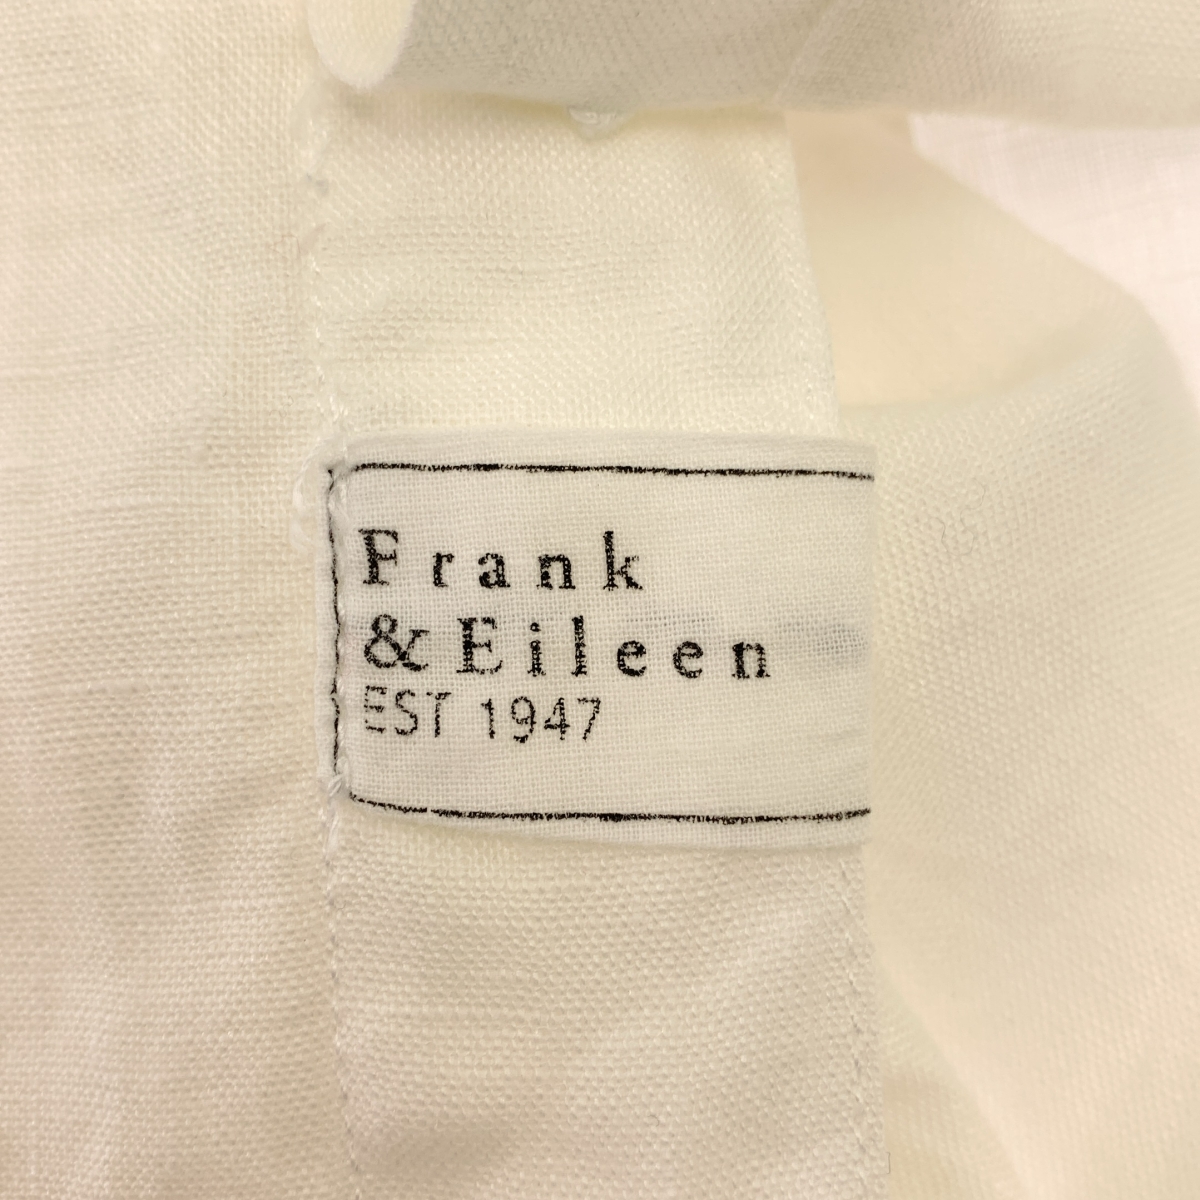 Frank
& Eileen
EST 1947